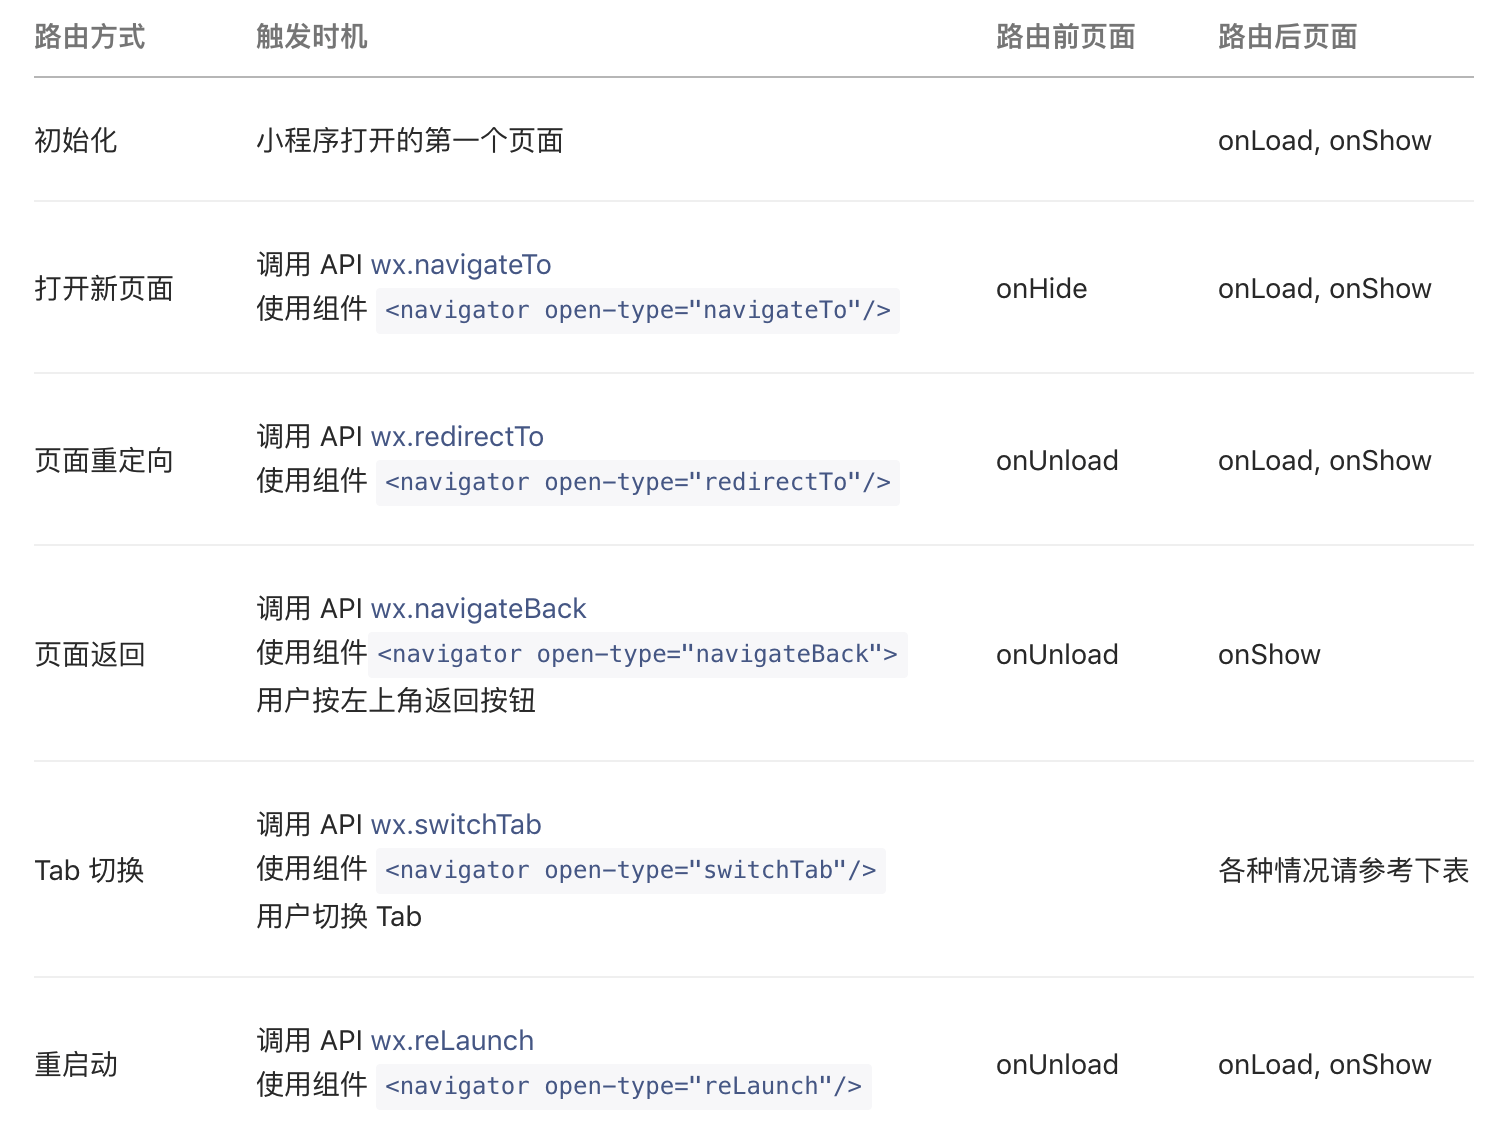 路由方式 触发时机 路由前页面 路由后页面
初始化 小程序打开的第一个页面 onLoad, onShow
调用 API wx.navigateTo
打开新页面 onHide onLoad, onShow
使用组件 <navigator open-type="navigateTo"/>
调用 API wx.redirectTo
页面重定向 onUnload onLoad, onShow
使用组件 <navigator open-type="redirectTo"/>
调用 API wx.navigateBack
页面返回 使用组件<navigator open-type="navigateBack"> onUnload onShow
用户按左上角返回按钮
调用 API wx.switchTab
Tab 切换 使用组件 <navigator open-type="switchTab"/> 各种情况请参考下表
用户切换 Tab
调用 API wx.reLaunch
重启动 onUnload onLoad, onShow
使用组件 <navigator open-type="reLaunch"/>